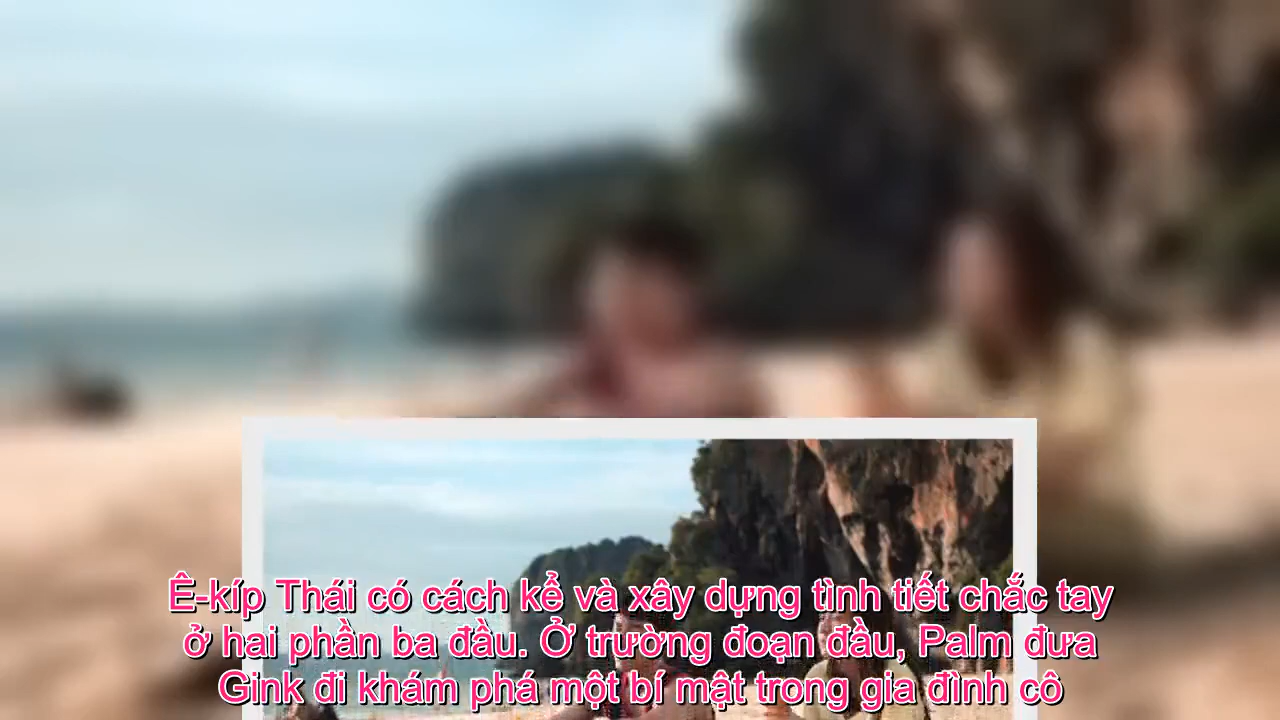 Ê-kíp Thái có cách kể và xây dựng tình tiết chắc tay
ở hai phần ba đầu. Ở trường đoạn đầu, Palm đưa
Gink đi khám phá một bí mật trong gia đình cô